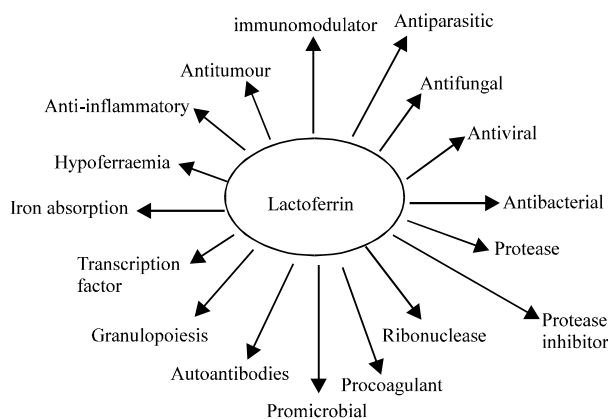 immunomodulator
Antiparasitic
Antitumour
Antifungal
Anti-inflammatory
Antiviral
Hypoferraemia
Iron absorption
Lactoferrin
Antibacterial
Protease
Transcription
factor
Granulopoiesis
Ribonuclease
Protease
inhibitor
Autoantibodies
Procoagulant
Promicrobial